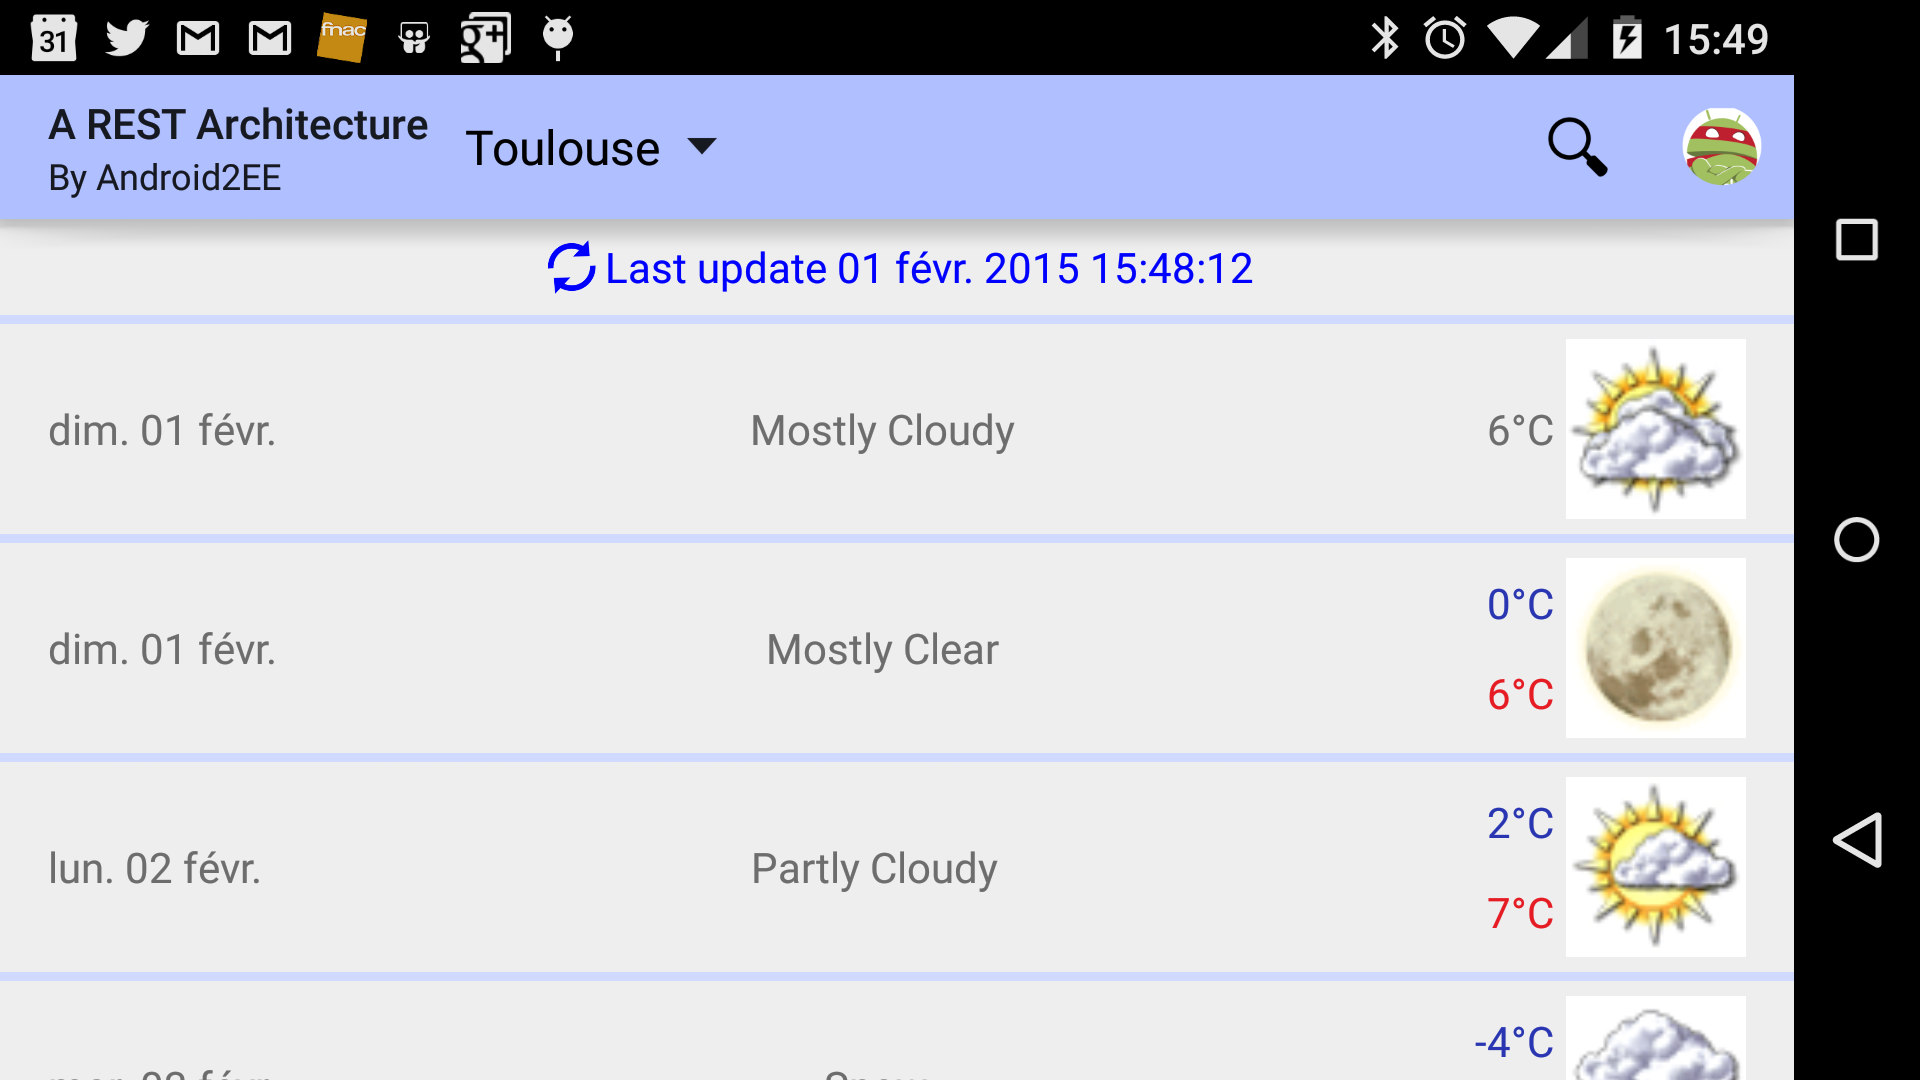 31 fnac g+ 15:49
A REST Architecture
By Android2EE
Toulouse
Last update 01 févr. 2015 15:48:12
dim. 01 févr. Mostly Cloudy 6°C
dim. 01 févr. Mostly Clear 0°C
6°C
lun. 02 févr. Partly Cloudy 2°C
7°C
-4°C